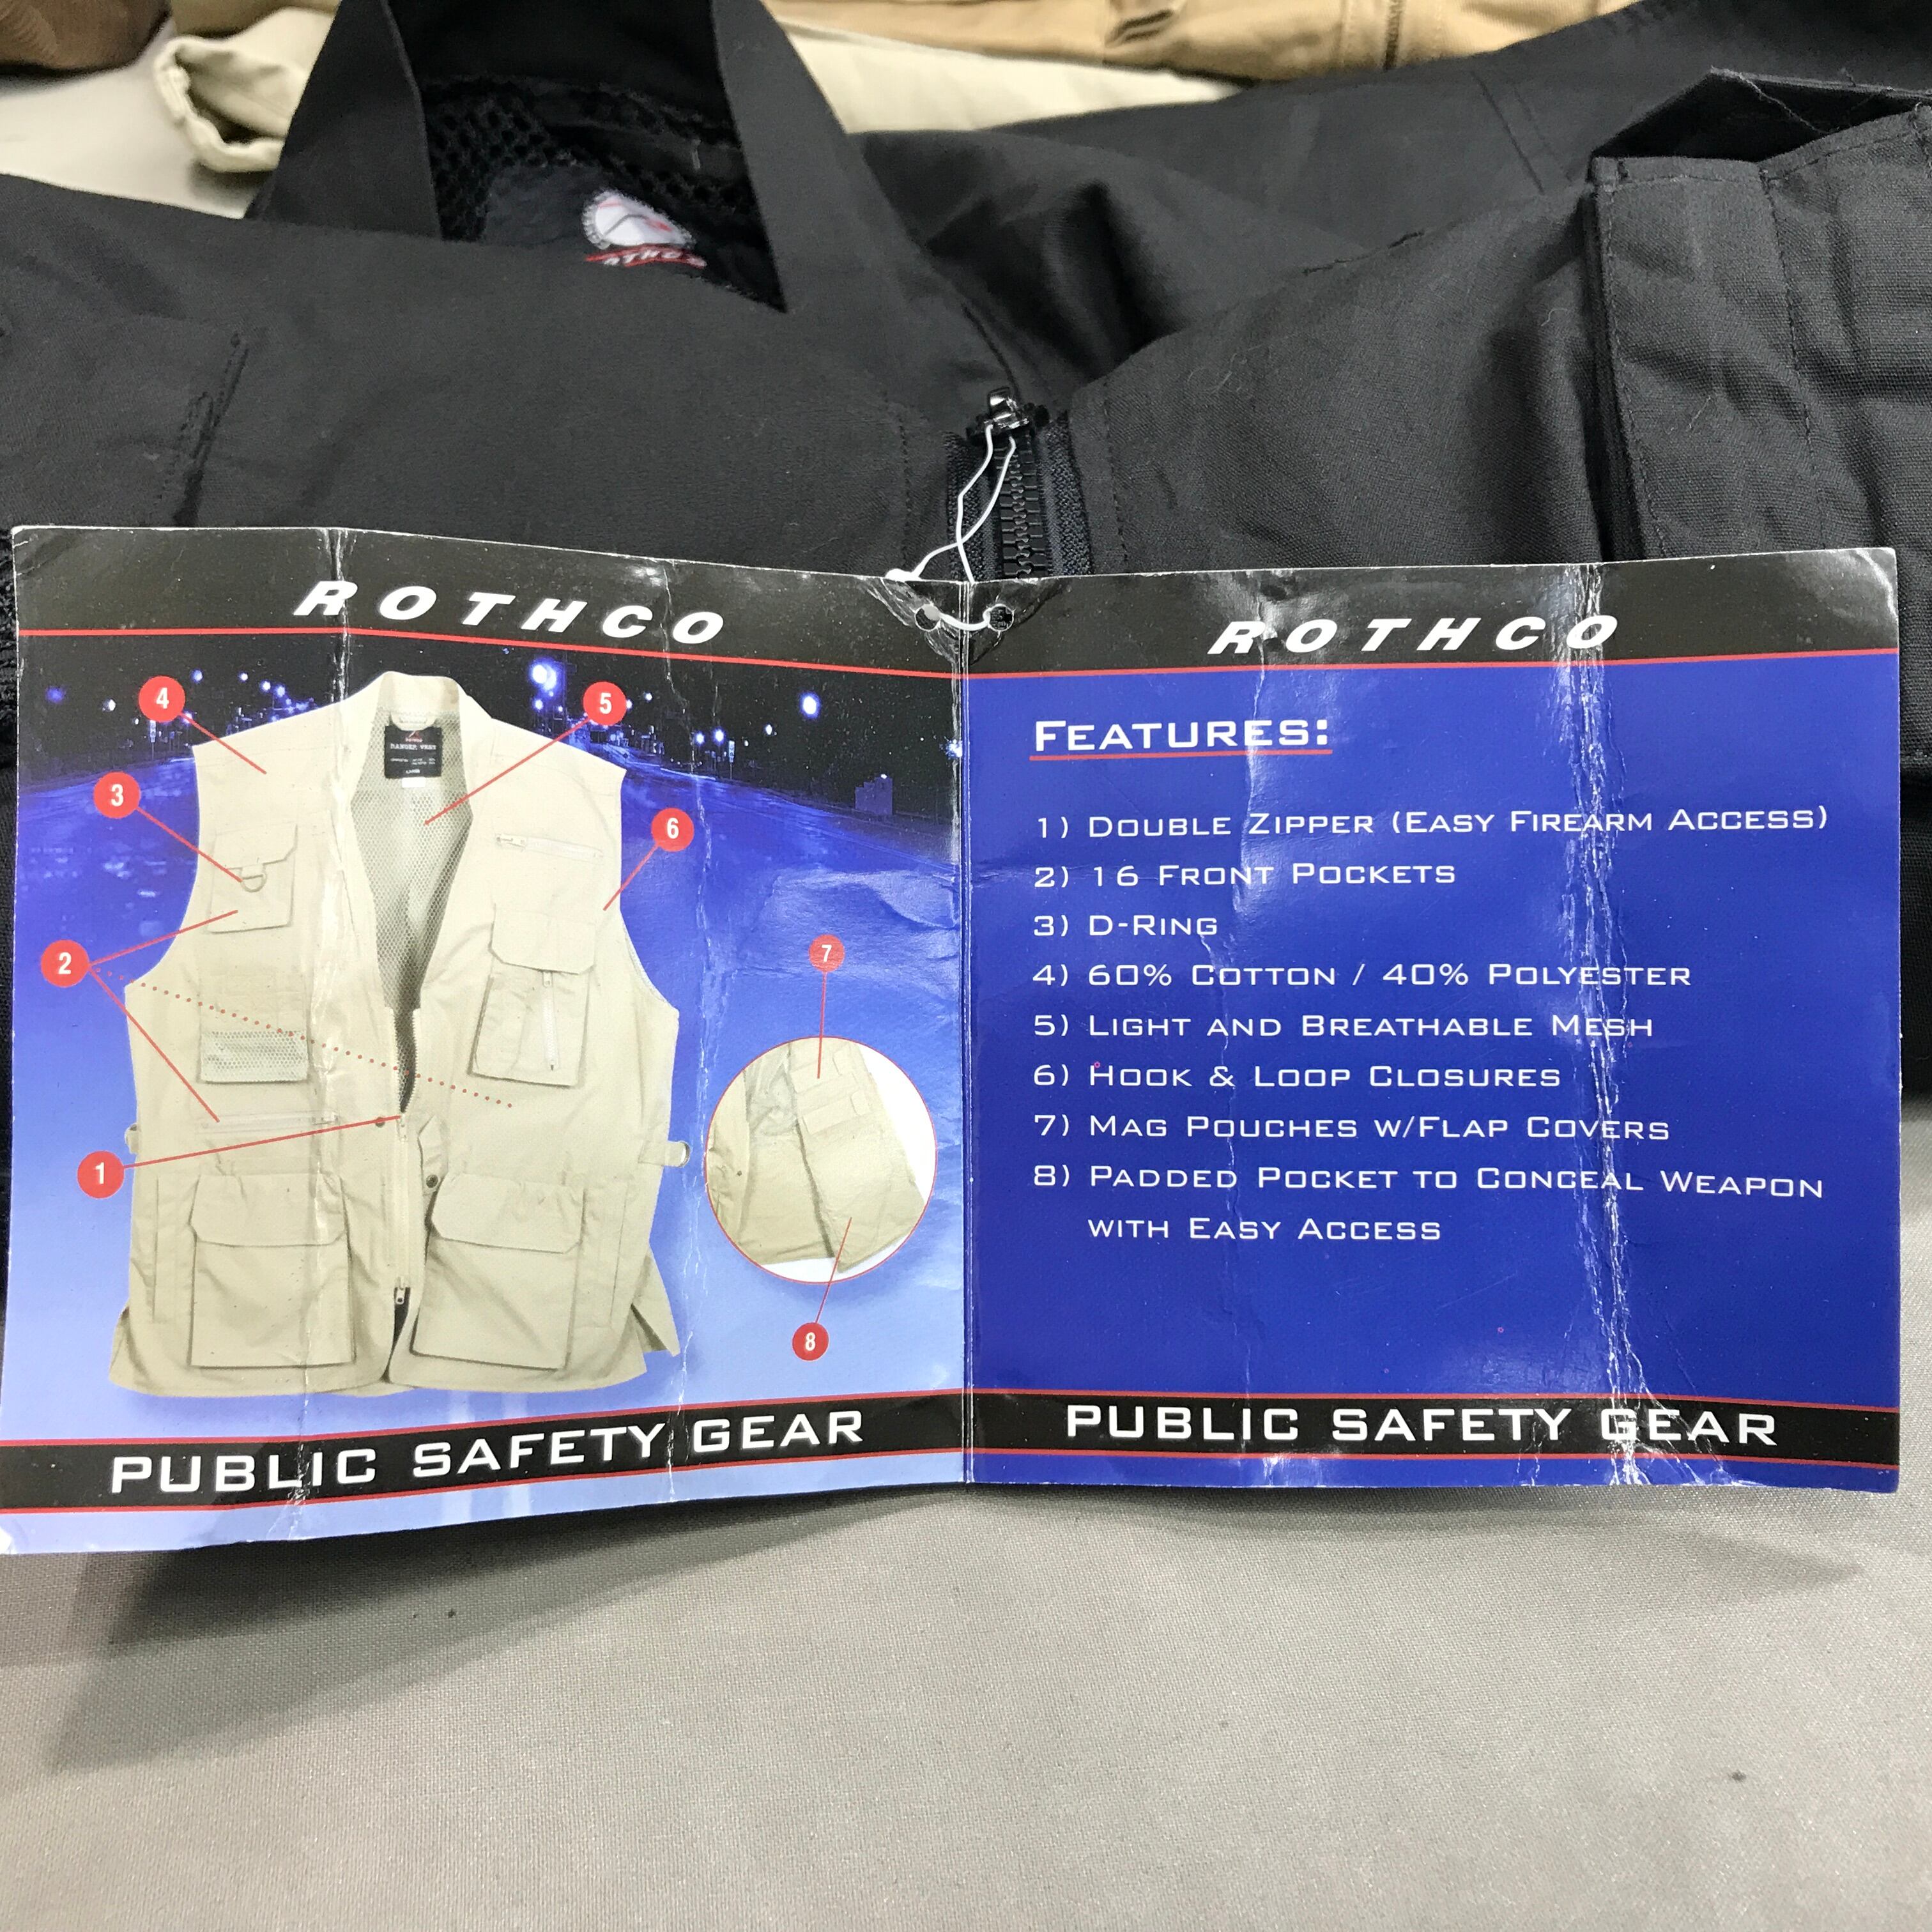 ROTHCO
ROTHCO
4
5
3
6
2
7
1
8
RANGER VEST
PUBLIC SAFETY GEAR
ROTHCO
FEATURES:
1) DOUBLE ZIPPER (EASY FIREARM ACCESS)
2) 16 FRONT POCKETS
3) D-RING
4) 60% COTTON / 40% POLYESTER
5) LIGHT AND BREATHABLE MESH
6) HOOK & LOOP CLOSURES
7) MAG POUCHES W/FLAP COVERS
8) PADDED POCKET TO CONCEAL WEAPON
WITH EASY ACCESS
PUBLIC SAFETY GEAR